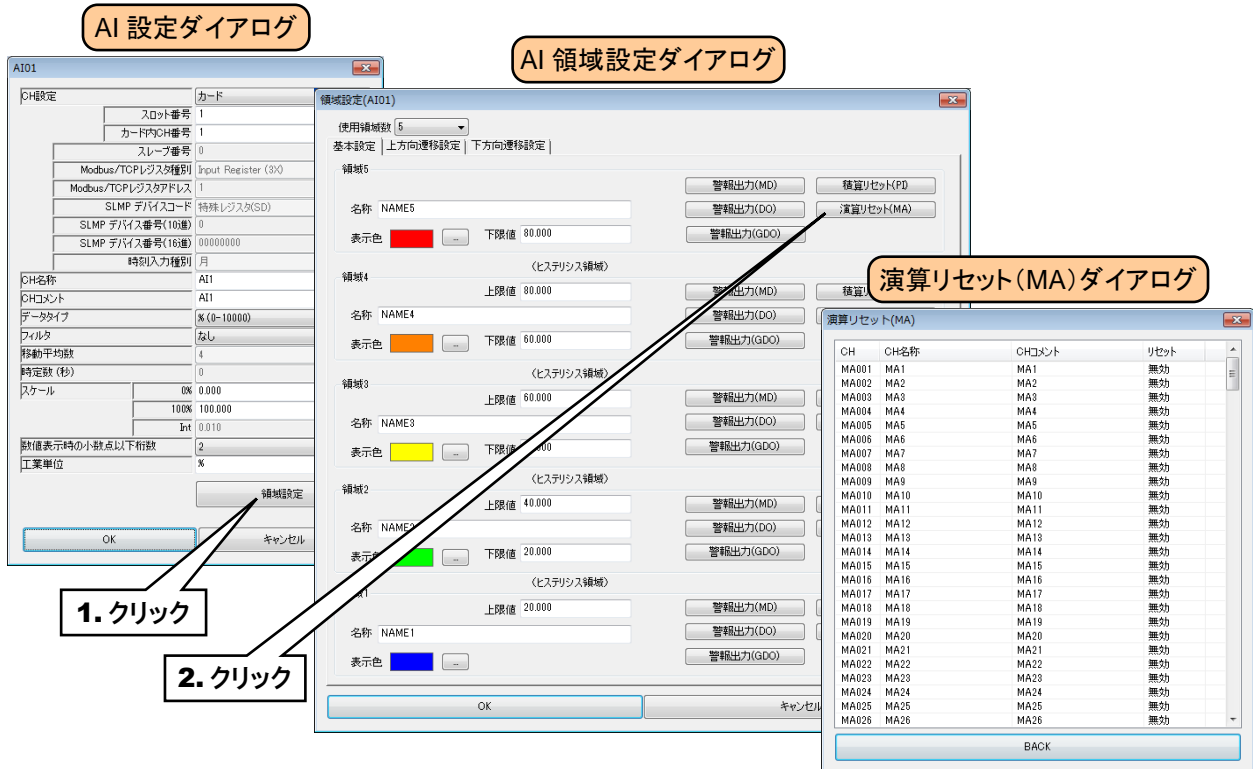 AI 設定ダイアログ
AI01
CH設定 カード
スロット番号 1
カード内CH番号 1
スレーブ番号 0
Modbus/TCPレジスタ種別 Input Register (3X)
Modbus/TCPレジスタアドレス 1
SLMP デバイスコード 特殊レジスタ(SD)
SLMP デバイス番号(10進) 0
SLMP デバイス番号(16進) 00000000
時刻入力種別 月
CH名称 AI1
CHコメント AI1
データタイプ % (0-10000)
フィルタ なし
移動平均数 4
時定数 (秒) 0
スケール 0% 0.000
100% 100.000
Int 0.010
数値表示時の小数点以下桁数 2
工業単位 %
領域設定
OK キャンセル
1. クリック
AI 領域設定ダイアログ
領域設定(AI01)
使用領域数 5
基本設定 上方向遷移設定 下方向遷移設定
領域5
警報出力(MD) 積算リセット(PI)
名称 NAME5 警報出力(DO) 演算リセット(MA)
表示色 ... 下限値 80.000 警報出力(GDO)
(ヒステリシス領域)
領域4
上限値 80.000 警報出力(MD)
名称 NAME4 警報出力(DO)
表示色 ... 下限値 60.000 警報出力(GDO)
(ヒステリシス領域)
領域3
上限値 60.000 警報出力(MD)
名称 NAME3 警報出力(DO)
表示色 ... 下限値 警報出力(GDO)
(ヒステリシス領域)
領域2
上限値 40.000 警報出力(MD)
名称 警報出力(DO)
表示色 ... 下限値 20.000 警報出力(GDO)
(ヒステリシス領域)
上限値 20.000 警報出力(MD)
名称 NAME1 警報出力(DO)
表示色 ... 警報出力(GDO)
OK キャンセル
2. クリック
演算リセット(MA)ダイアログ
演算リセット(MA)
CH CH名称 CHコメント リセット
MA001 MA1 MA1 無効
MA002 MA2 MA2 無効
MA003 MA3 MA3 無効
MA004 MA4 MA4 無効
MA005 MA5 MA5 無効
MA006 MA6 MA6 無効
MA007 MA7 MA7 無効
MA008 MA8 MA8 無効
MA009 MA9 MA9 無効
MA010 MA10 MA10 無効
MA011 MA11 MA11 無効
MA012 MA12 MA12 無効
MA013 MA13 MA13 無効
MA014 MA14 MA14 無効
MA015 MA15 MA15 無効
MA016 MA16 MA16 無効
MA017 MA17 MA17 無効
MA018 MA18 MA18 無効
MA019 MA19 MA19 無効
MA020 MA20 MA20 無効
MA021 MA21 MA21 無効
MA022 MA22 MA22 無効
MA023 MA23 MA23 無効
MA024 MA24 MA24 無効
MA025 MA25 MA25 無効
MA026 MA26 MA26 無効
BACK